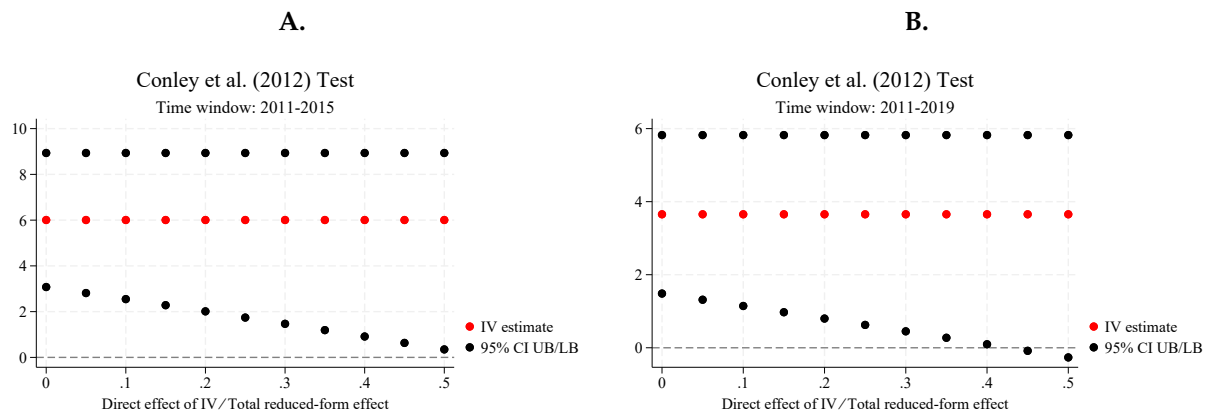 A.
Conley et al. (2012) Test
Time window: 2011-2015
10
8
6
4
2
0
0
.1
.2
.3
.4
.5
Direct effect of IV/Total reduced-form effect
IV estimate
95% CI UB/LB
B.
Conley et al. (2012) Test
Time window: 2011-2019
6
4
2
0
0
.1
.2
.3
.4
.5
Direct effect of IV/Total reduced-form effect
IV estimate
95% CI UB/LB